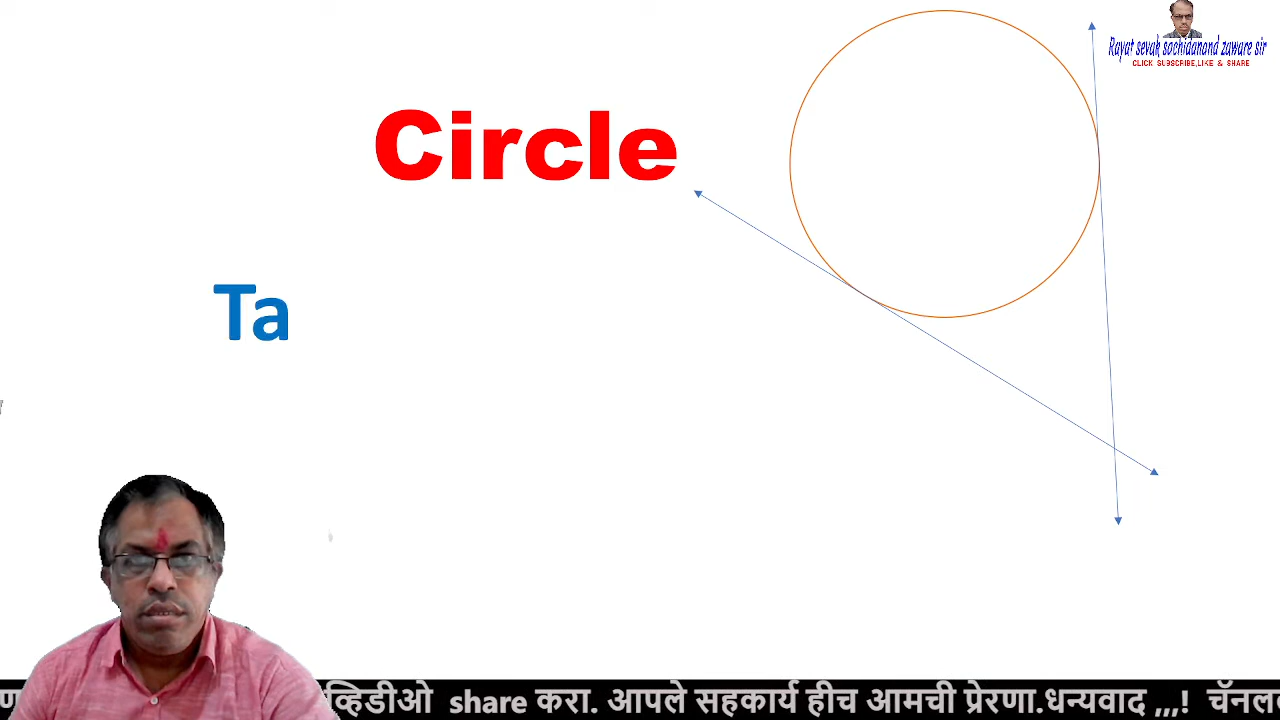 Rayat sevak sachidanand zaware sir
CLICK SUBSCRIBE,LIKE & SHARE
Circle
Ta
व्हिडीओ share करा. आपले सहकार्य हीच आमची प्रेरणा.धन्यवाद ,,,! चॅनल